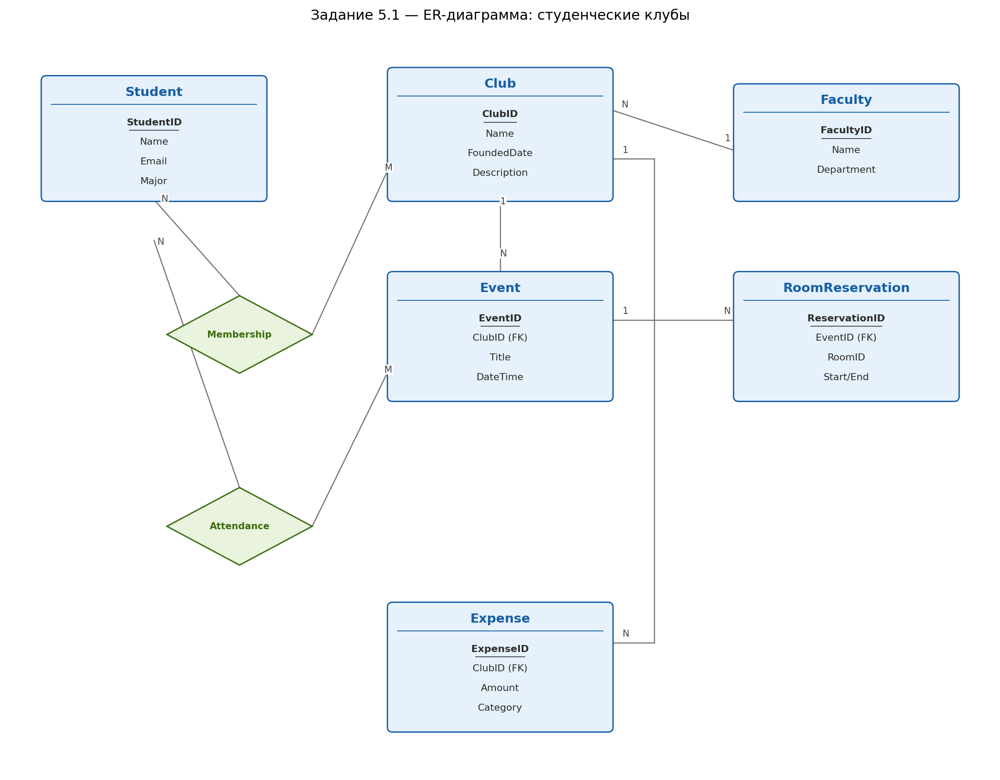 Задание 5.1 — ER-диаграмма: студенческие клубы
Student
StudentID
Name
Email
Major
N
N
Club
ClubID
Name
FoundedDate
Description
M
1
N
1
Faculty
FacultyID
Name
Department
N
1
Membership
Event
EventID
ClubID (FK)
Title
DateTime
M
1
N
RoomReservation
ReservationID
EventID (FK)
RoomID
Start/End
Attendance
Expense
ExpenseID
ClubID (FK)
Amount
Category
N